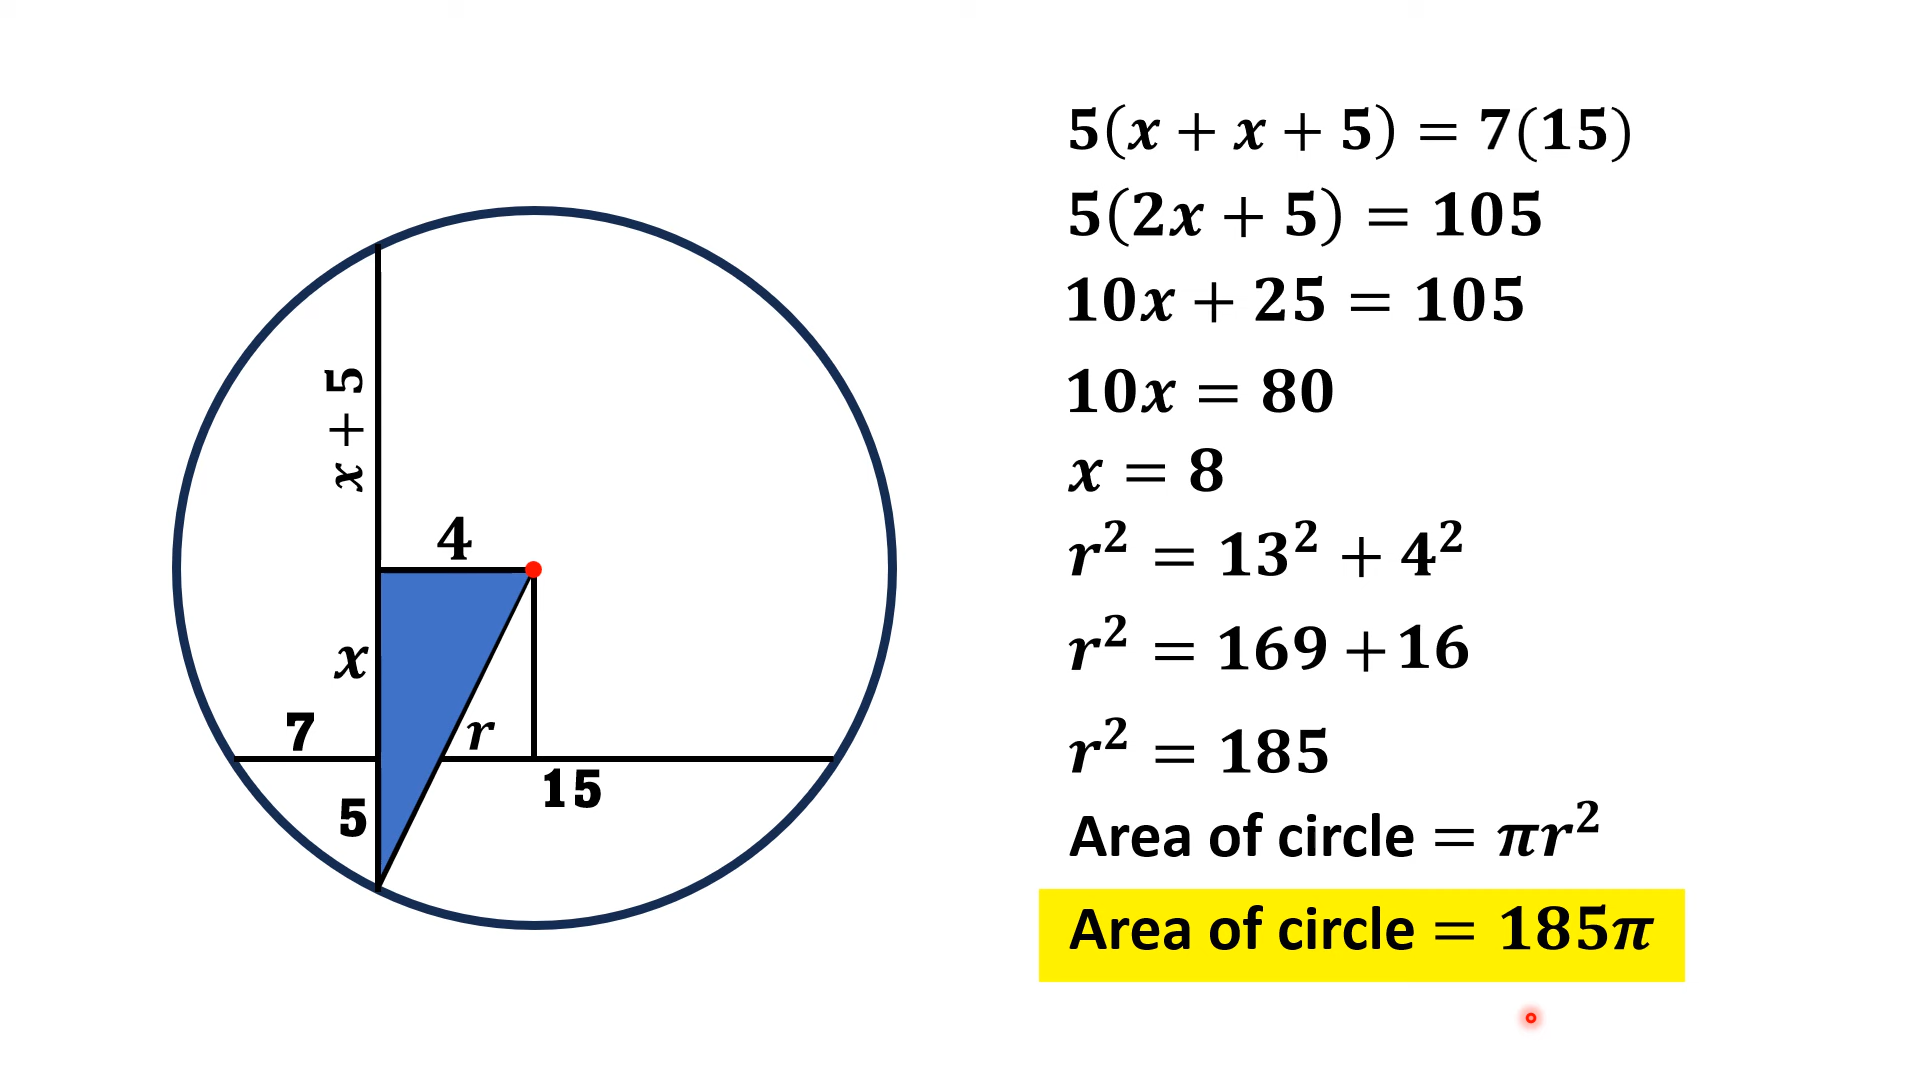 5(x + x + 5) = 7(15)
5(2x + 5) = 105
10x + 25 = 105
10x = 80
x = 8
r² = 13² + 4²
r² = 169 + 16
r² = 185
Area of circle = πr²
Area of circle = 185π
x + 5
4
x
7
r
15
5